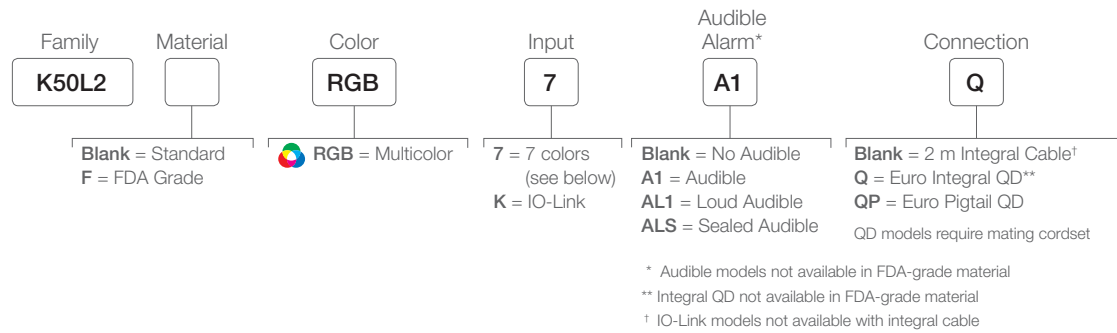 Family
Material
Color
Input
Audible
Alarm*
Connection
K50L2
RGB
7
A1
Q
Blank = Standard
F = FDA Grade
RGB = Multicolor
7 = 7 colors
(see below)
K = IO-Link
Blank = No Audible
A1 = Audible
AL1 = Loud Audible
ALS = Sealed Audible
Blank = 2 m Integral Cable†
Q = Euro Integral QD**
QP = Euro Pigtail QD
QD models require mating cordset
* Audible models not available in FDA-grade material
** Integral QD not available in FDA-grade material
† IO-Link models not available with integral cable